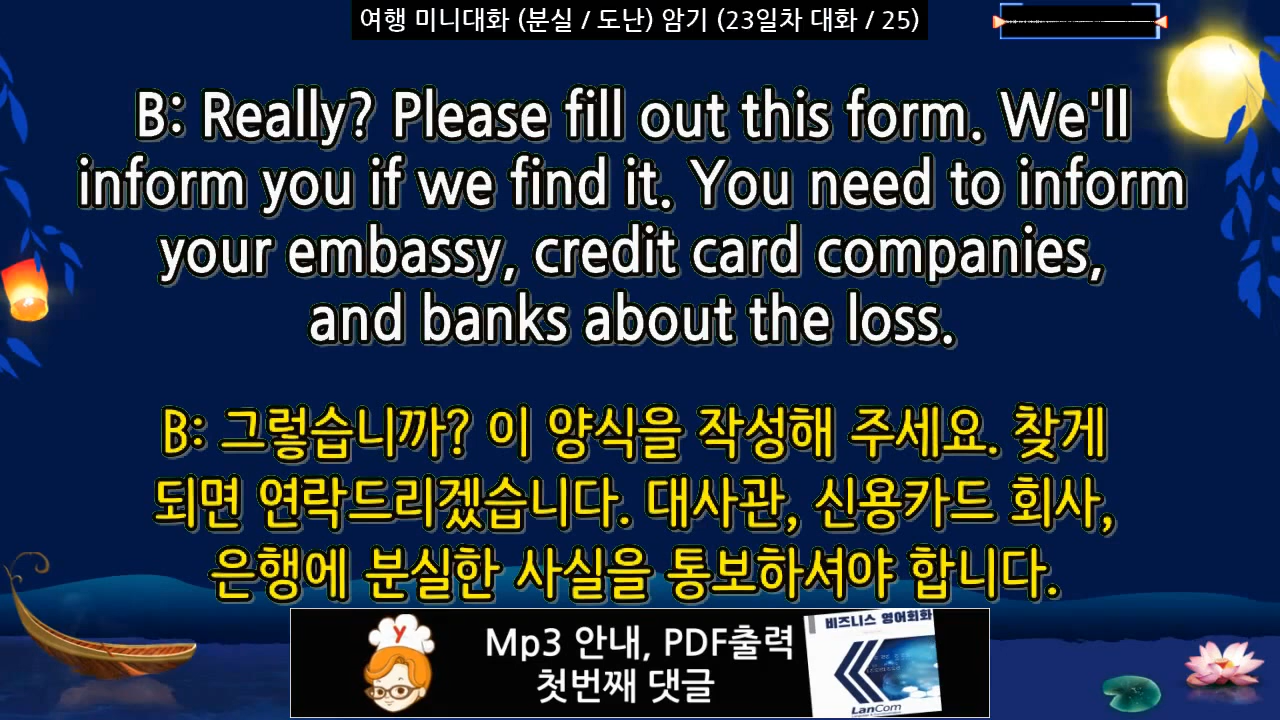 여행 미니대화 (분실 / 도난) 암기 (23일차 대화 / 25)
B: Really? Please fill out this form. We'll
inform you if we find it. You need to inform
your embassy, credit card companies,
and banks about the loss.
B: 그렇습니까? 이 양식을 작성해 주세요. 찾게
되면 연락드리겠습니다. 대사관, 신용카드 회사,
은행에 분실한 사실을 통보하셔야 합니다.
Y
Mp3 안내, PDF출력
첫번째 댓글
비즈니스 영어회화
LanCom